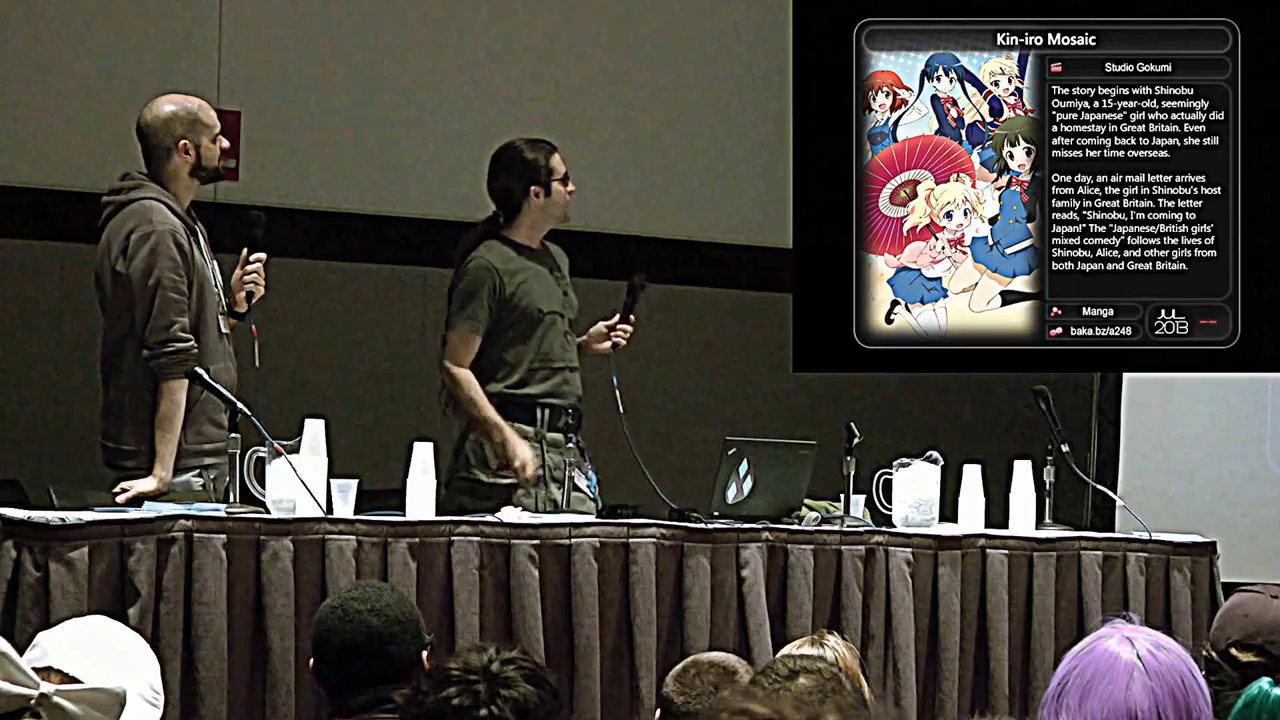 Kin-iro Mosaic
Studio Gokumi
The story begins with Shinobu
Oumiya, a 15-year-old, seemingly
"pure Japanese" girl who actually did
a homestay in Great Britain. Even
after coming back to Japan, she still
misses her time overseas.
One day, an air mail letter arrives
from Alice, the girl in Shinobu's host
family in Great Britain. The letter
reads, "Shinobu, I'm coming to
Japan!" The "Japanese/British girls'
mixed comedy" follows the lives of
Shinobu, Alice, and other girls from
both Japan and Great Britain.
Manga
baka.bz/a248
JUL
2013